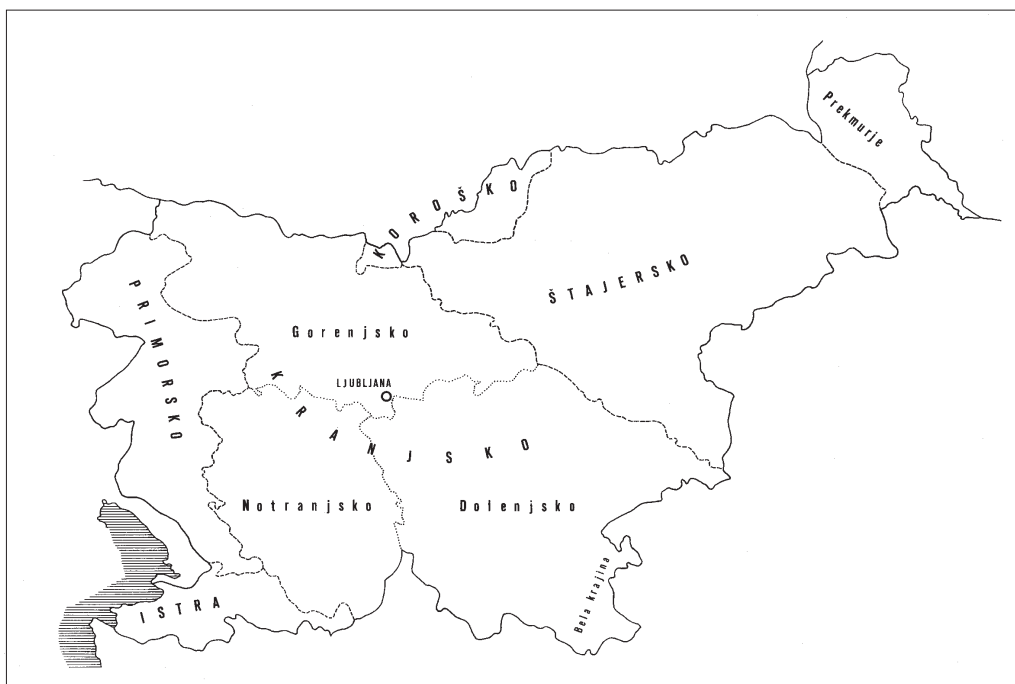 Prekmurje
KOROŠKO
ŠTAJERSKO
PRIMORSKO
Gorenjsko
LJUBLJANA
KRANJSKO
Notranjsko
Dolenjsko
Bela krajina
ISTRA